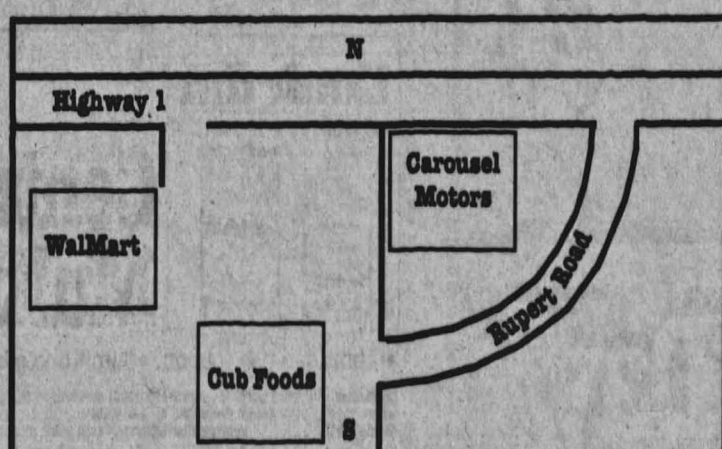 N
Highway 1
Carousel
Motors
WalMart
Rupert Road
Cub Foods
S